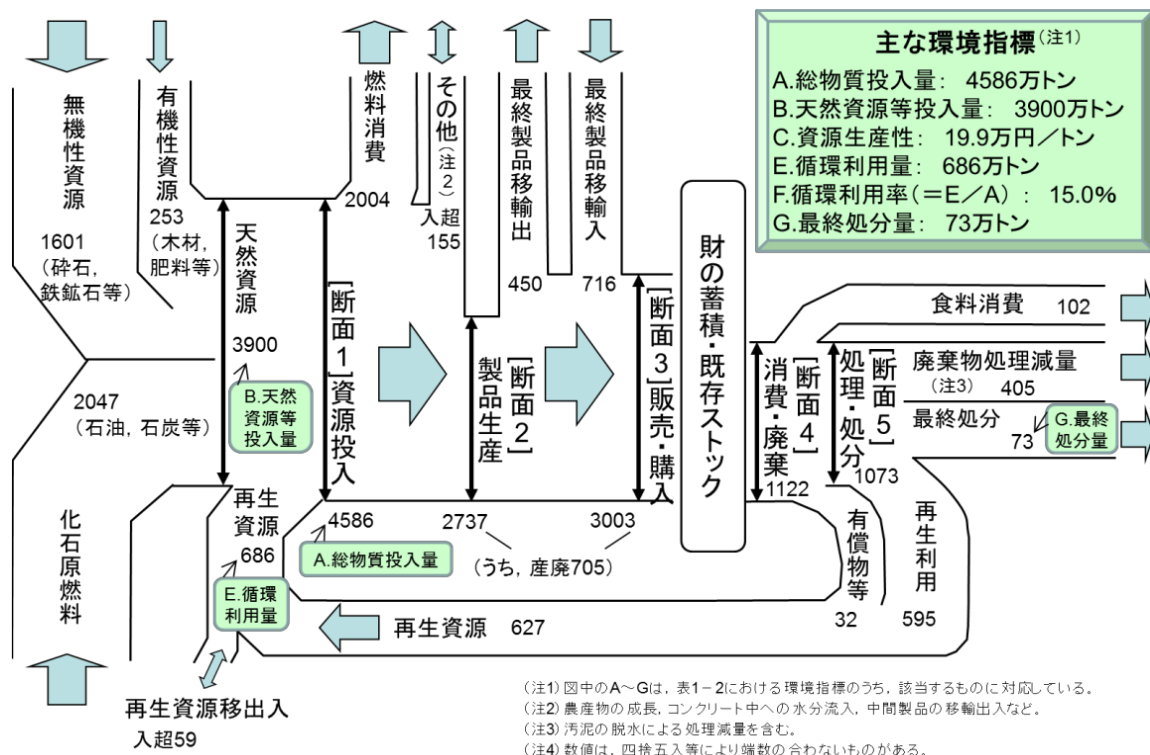 無機性資源
1601
(砕石,
鉄鉱石等)
有機性資源
253
(木材,
肥料等)
燃料消費
2004
その他(注2)
入超
155
最終製品移輸出
450
最終製品移輸入
716
主な環境指標(注1)
A.総物質投入量: 4586万トン
B.天然資源等投入量: 3900万トン
C.資源生産性: 19.9万円/トン
E.循環利用量: 686万トン
F.循環利用率(=E/A): 15.0%
G.最終処分量: 73万トン
天然資源
3900
B.天然
資源等
投入量
[断面1]資源投入
製品生産
[断面2]
[断面3]販売・購入
財の蓄積・既存ストック
消費・廃棄
[断面4]
1122
処理・処分
[断面5]
1073
食料消費 102
廃棄物処理減量
(注3) 405
最終処分
73
G.最終
処分量
2047
(石油, 石炭等)
化石原燃料
再生
資源
686
E.循環
利用量
4586
A.総物質投入量
2737
3003
(うち, 産廃705)
有償物等
32
再生利用
595
再生資源 627
再生資源移出入
入超59
(注1) 図中のA~Gは, 表1-2における環境指標のうち, 該当するものに対応している。
(注2) 農産物の成長, コンクリート中への水分流入, 中間製品の移輸出入など。
(注3) 汚泥の脱水による処理減量を含む。
(注4) 数値は, 四捨五入等により端数の合わないものがある。